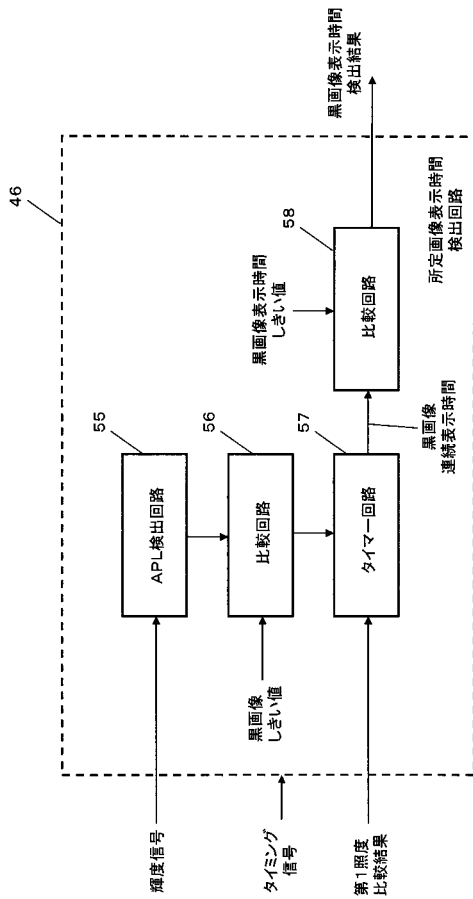 46
輝度信号
タイミング
信号
第1照度
比較結果
55
APL検出回路
黒画像
しきい値
56
比較回路
57
タイマー回路
黒画像
連続表示時間
黒画像表示時間
しきい値
58
比較回路
所定画像表示時間
検出回路
黒画像表示時間
検出結果